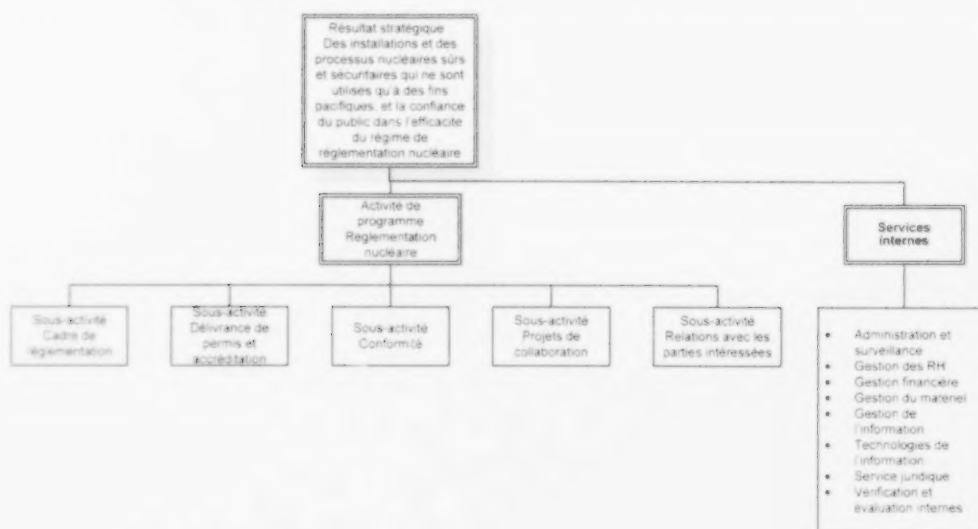 Résultat stratégique
Des installations et des
processus nucléaires sûrs
et sécuritaires qui ne sont
utilisés qu'à des fins
pacifiques, et la confiance
du public dans l'efficacité
du régime de
réglementation nucléaire
Activité de
programme
Réglementation
nucléaire
Services
internes
Sous-activité
Cadre de
réglementation
Sous-activité
Délivrance de
permis et
accréditation
Sous-activité
Conformité
Sous-activité
Projets de
collaboration
Sous-activité
Relations avec les
parties intéressées
• Administration et
surveillance
• Gestion des RH
• Gestion financière
• Gestion du matériel
• Gestion de
l'information
• Technologies de
l'information
• Service juridique
• Vérification et
évaluation internes